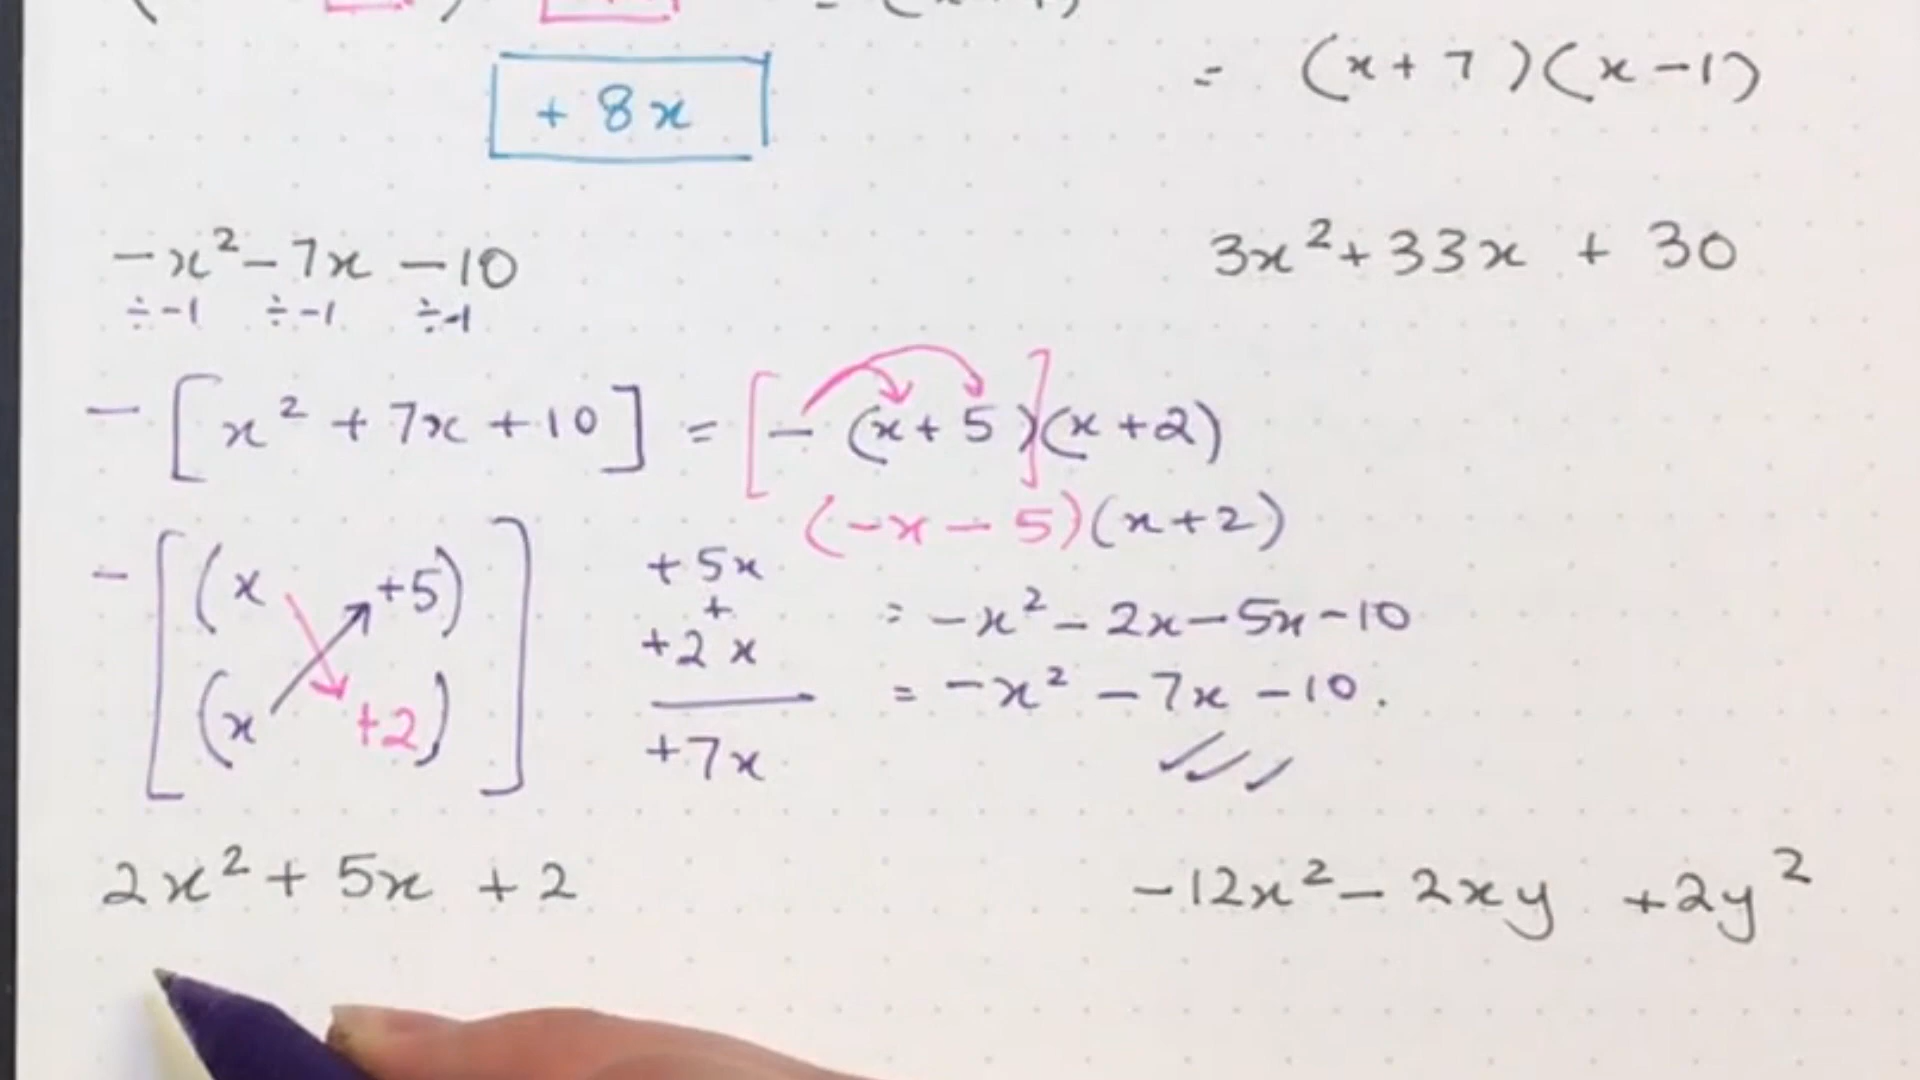 + 8x
= (x + 7)(x - 1)
-x² - 7x - 10
÷-1 ÷-1 ÷-1
3x² + 33x + 30
- [x² + 7x + 10] = [- (x + 5)](x + 2)
(-x - 5)(x + 2)
- [(x +5)
(x +2)]
+5x
+
+2x
+7x
= -x² - 2x - 5x - 10
= -x² - 7x - 10.
2x² + 5x + 2
-12x² - 2xy + 2y²